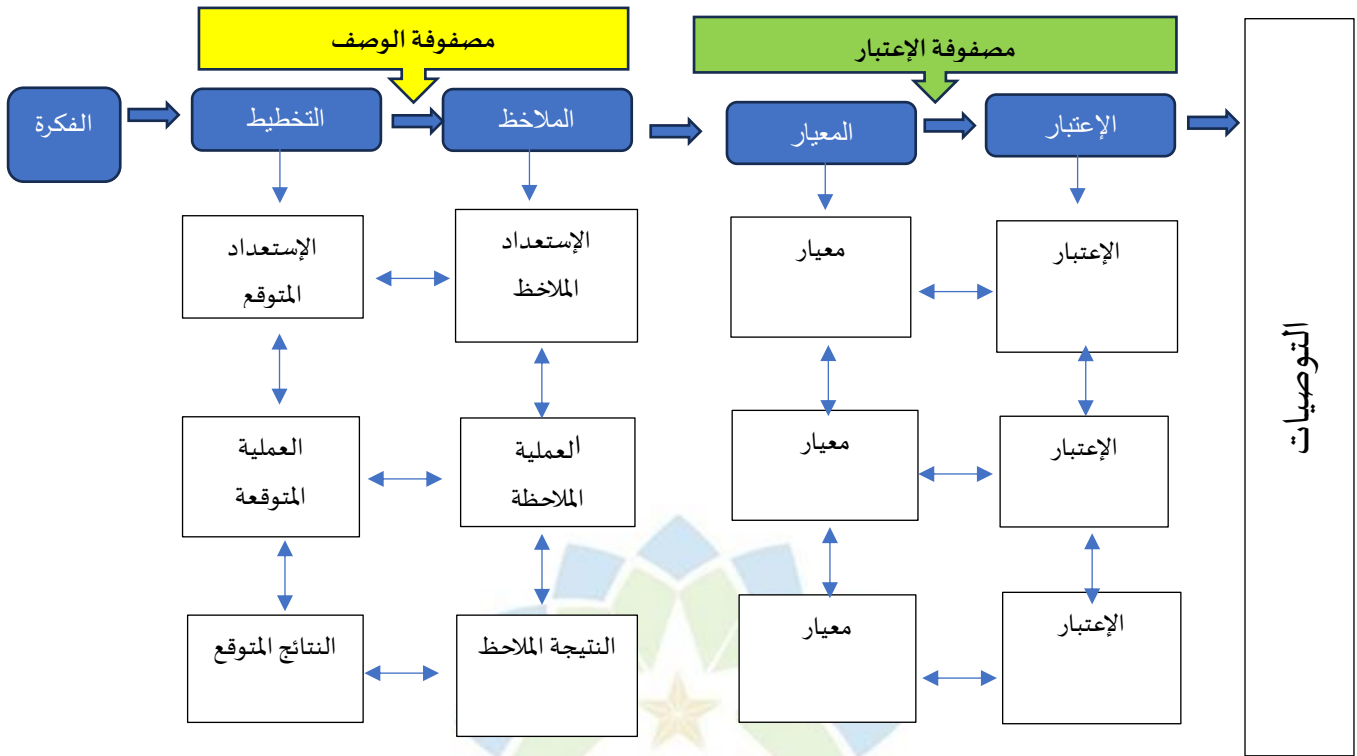 مصفوفة الوصف
مصفوفة الإعتبار
الفكرة
التخطيط
الملاخظ
المعيار
الإعتبار
الإستعداد
المتوقع
الإستعداد
الملاخظ
معيار
الإعتبار
العملية
المتوقعة
العملية
الملاحظة
معيار
الإعتبار
النتائج المتوقع
النتيجة الملاحظ
معيار
الإعتبار
التوصيات